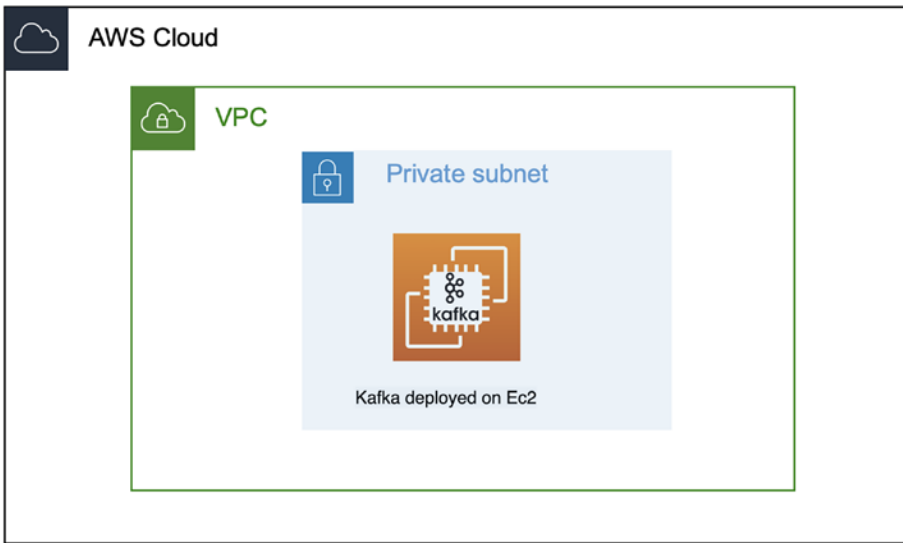 AWS Cloud
VPC
Private subnet
kafka
Kafka deployed on Ec2